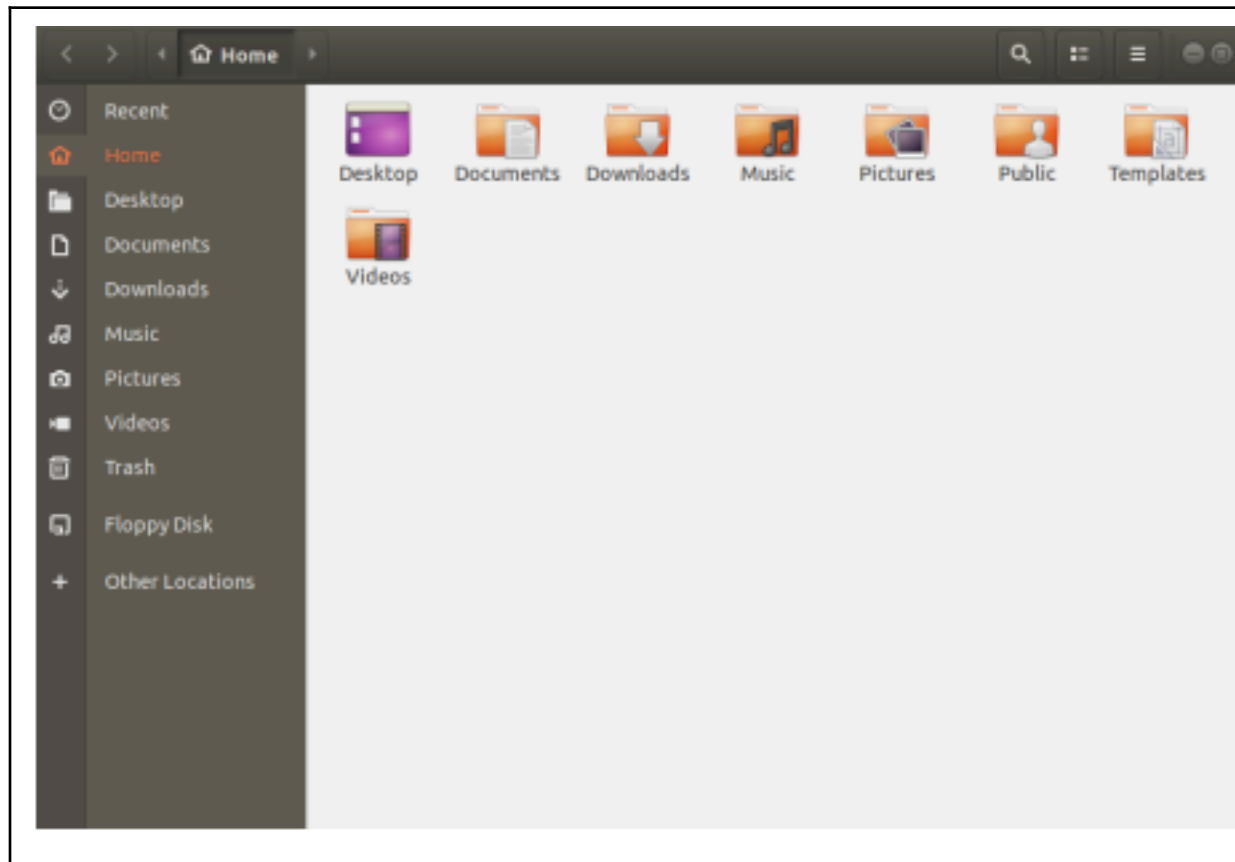 Home
Recent
Home
Desktop
Documents
Downloads
Music
Pictures
Videos
Trash
Floppy Disk
Other Locations
Desktop Documents Downloads Music Pictures Public Templates
Videos